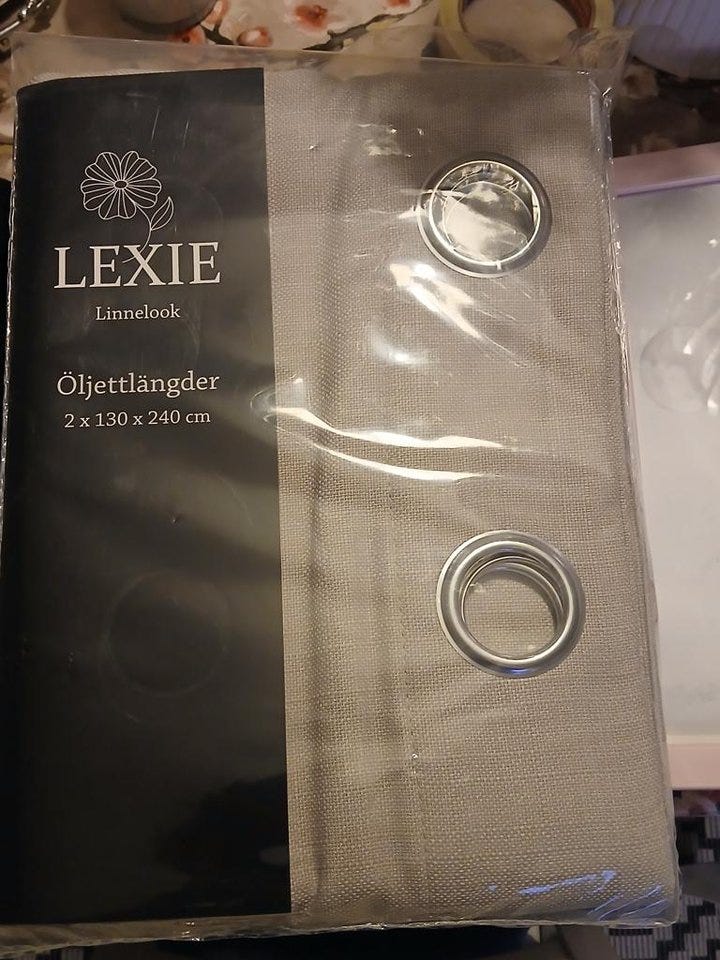 LEXIE
Linnelook
Öljettlängder
2 x 130 x 240 cm